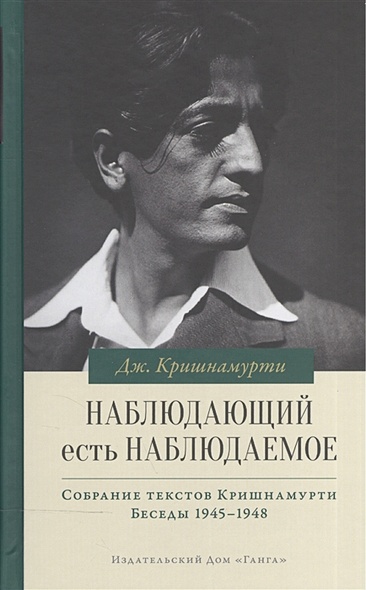 Дж. Кришнамурти
НАБЛЮДАЮЩИЙ
есть НАБЛЮДАЕМОЕ
Собрание текстов Кришнамурти
Беседы 1945–1948
Издательский Дом «Ганга»